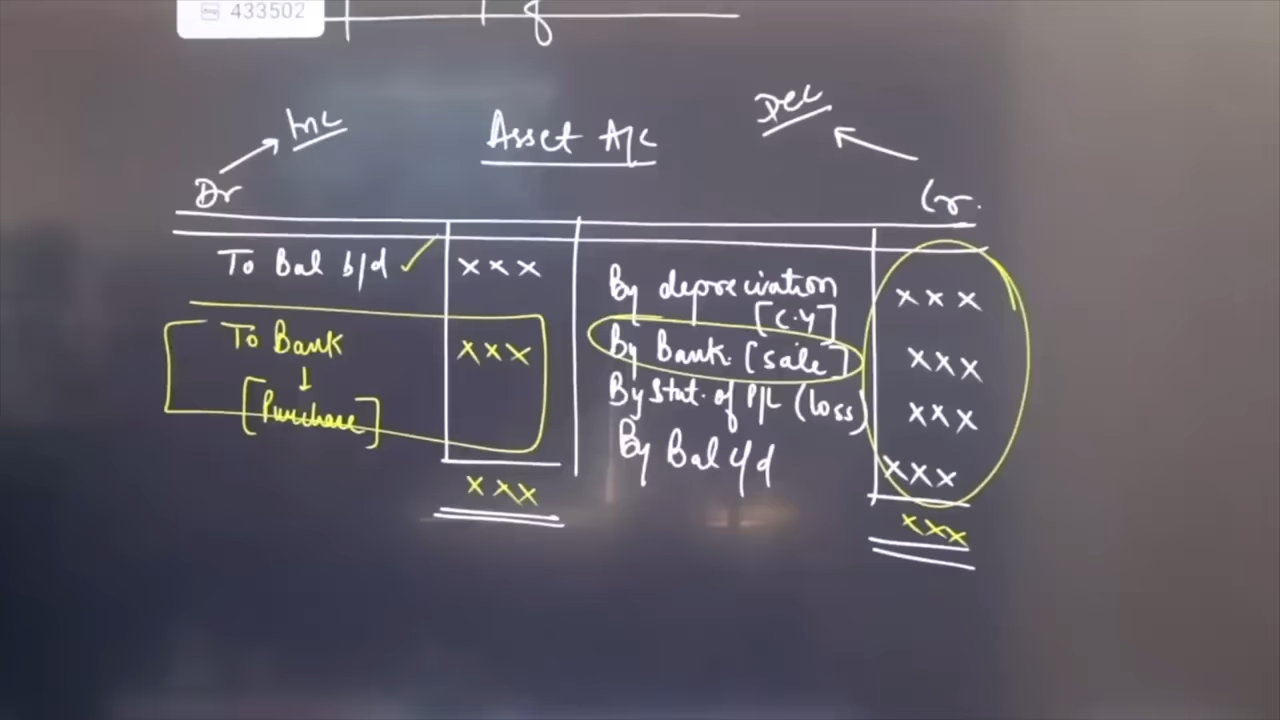 433502
Inc
Dec
Asset A/c
Dr
Cr.
To Bal b/d ✓ xxx
By depreciation xxx
[C.Y]
To Bank xxx
By Bank [Sale] xxx
↓
[Purchase]
By Stat. of P/L (loss) xxx
By Bal c/d xxx
xxx
xxx